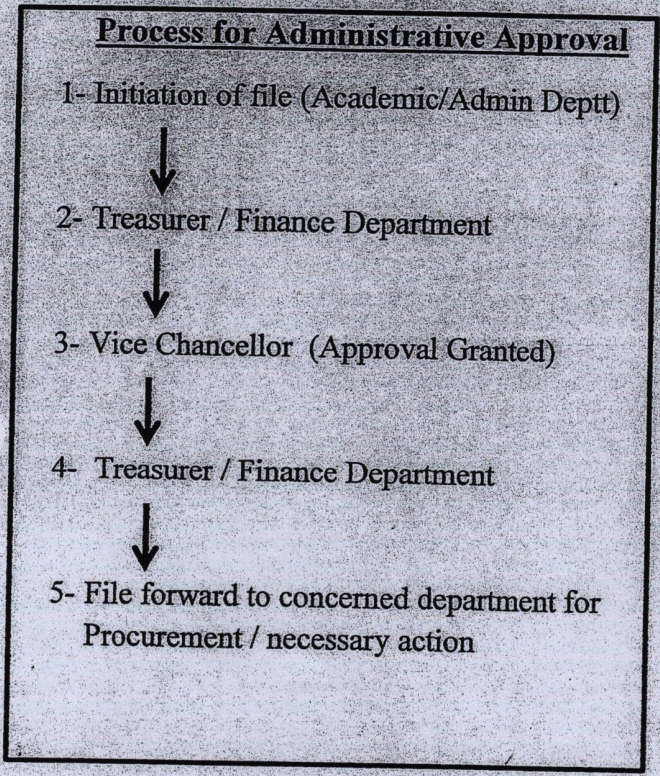 Process for Administrative Approval
1- Initiation of file (Academic/Admin Deptt)
2- Treasurer / Finance Department
3- Vice Chancellor (Approval Granted)
4- Treasurer / Finance Department
5- File forward to concerned department for
Procurement / necessary action